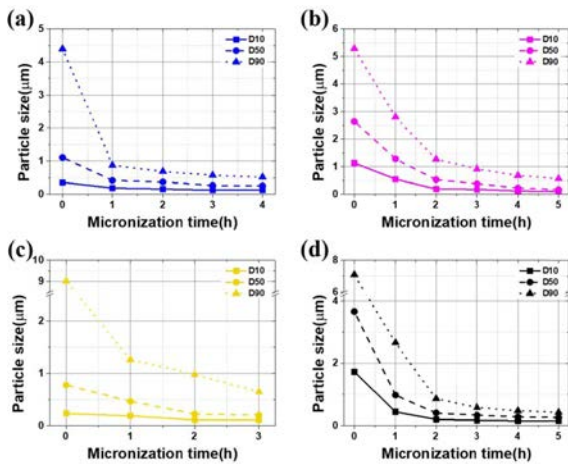 (a)
Particle size(μm)
5
4
3
2
1
0
D10
D50
D90
0 1 2 3 4
Micronization time(h)
(b)
Particle size(μm)
6
5
4
3
2
1
0
D10
D50
D90
0 1 2 3 4 5
Micronization time(h)
(c)
Particle size(μm)
10
9
2
1
0
D10
D50
D90
0 1 2 3
Micronization time(h)
(d)
Particle size(μm)
8
6
4
2
0
D10
D50
D90
0 1 2 3 4 5
Micronization time(h)